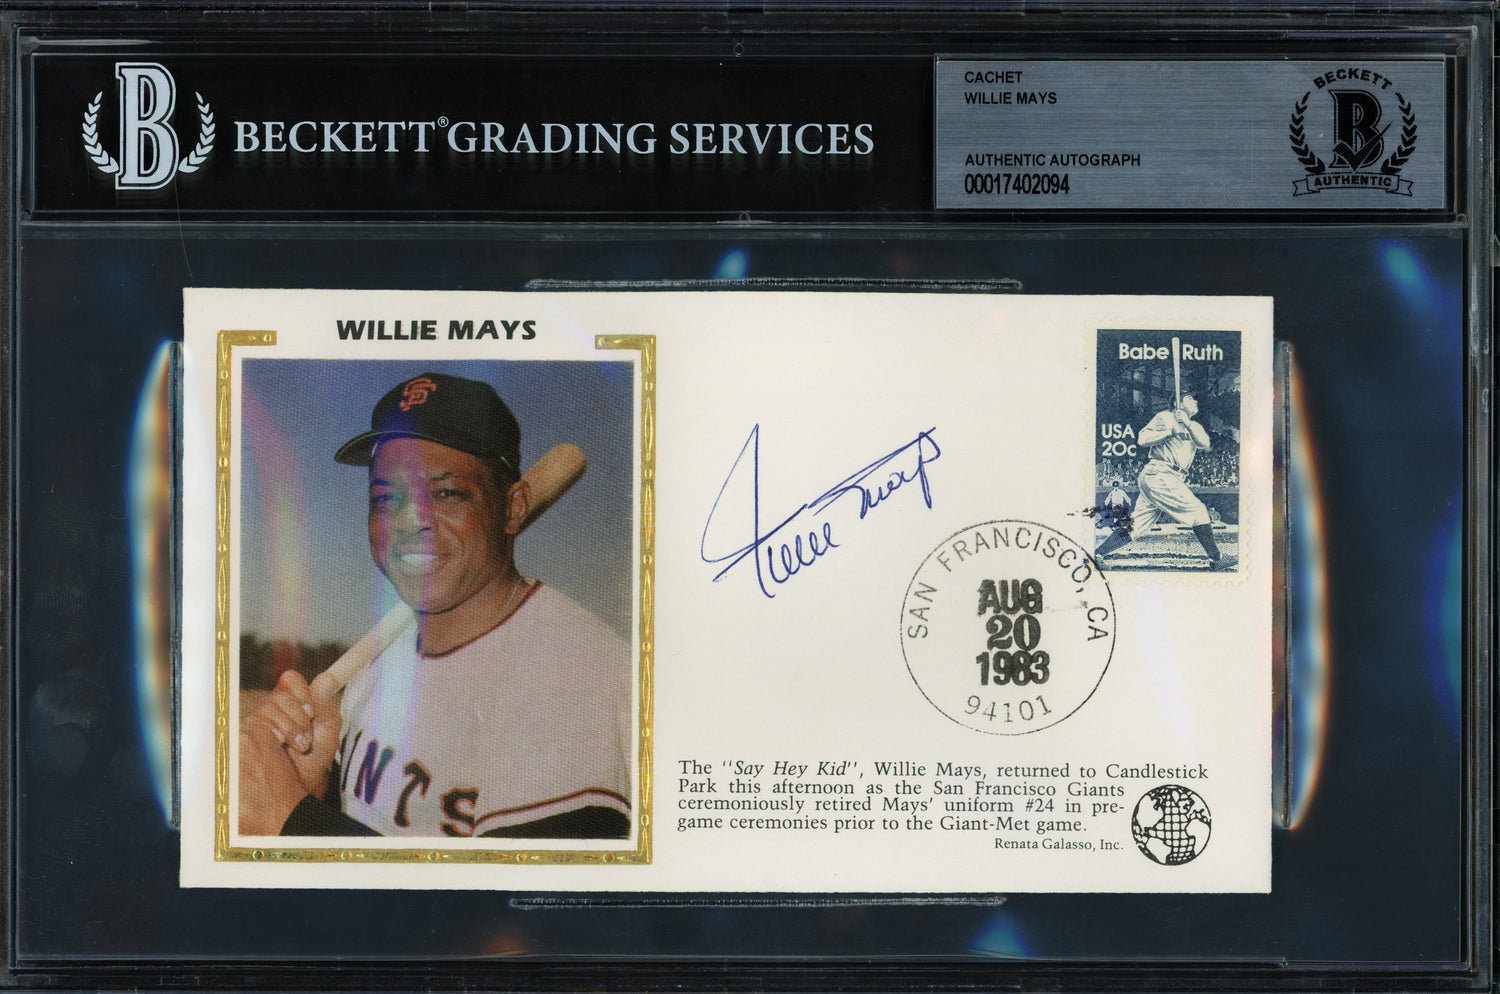 BECKETT® GRADING SERVICES
CACHET
WILLIE MAYS
AUTHENTIC AUTOGRAPH
00017402094
BECKETT
B
AUTHENTIC
B
WILLIE MAYS
SF
NTS
Willie Mays
Babe Ruth
USA
20c
SAN FRANCISCO, CA
AUG
20
1983
94101
The "Say Hey Kid", Willie Mays, returned to Candlestick
Park this afternoon as the San Francisco Giants
ceremoniously retired Mays' uniform #24 in pre-
game ceremonies prior to the Giant-Met game.
Renata Galasso, Inc.